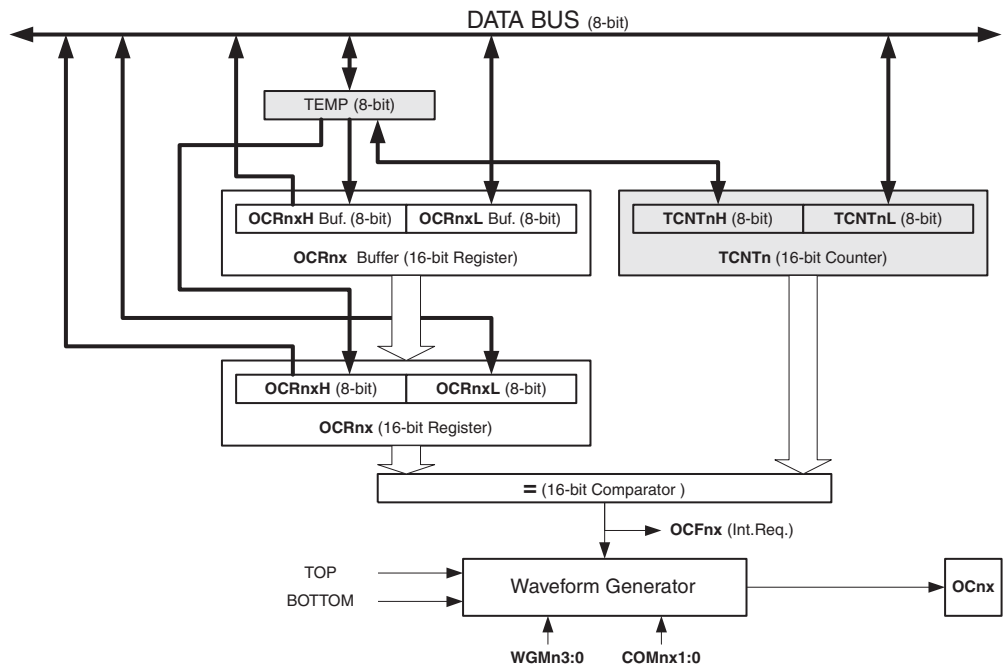 DATA BUS (8-bit)
TEMP (8-bit)
OCRnxH Buf. (8-bit) OCRnxL Buf. (8-bit)
OCRnx Buffer (16-bit Register)
TCNTnH (8-bit) TCNTnL (8-bit)
TCNTn (16-bit Counter)
OCRnxH (8-bit) OCRnxL (8-bit)
OCRnx (16-bit Register)
= (16-bit Comparator )
OCFnx (Int.Req.)
TOP
BOTTOM
Waveform Generator
OCnx
WGMn3:0 COMnx1:0